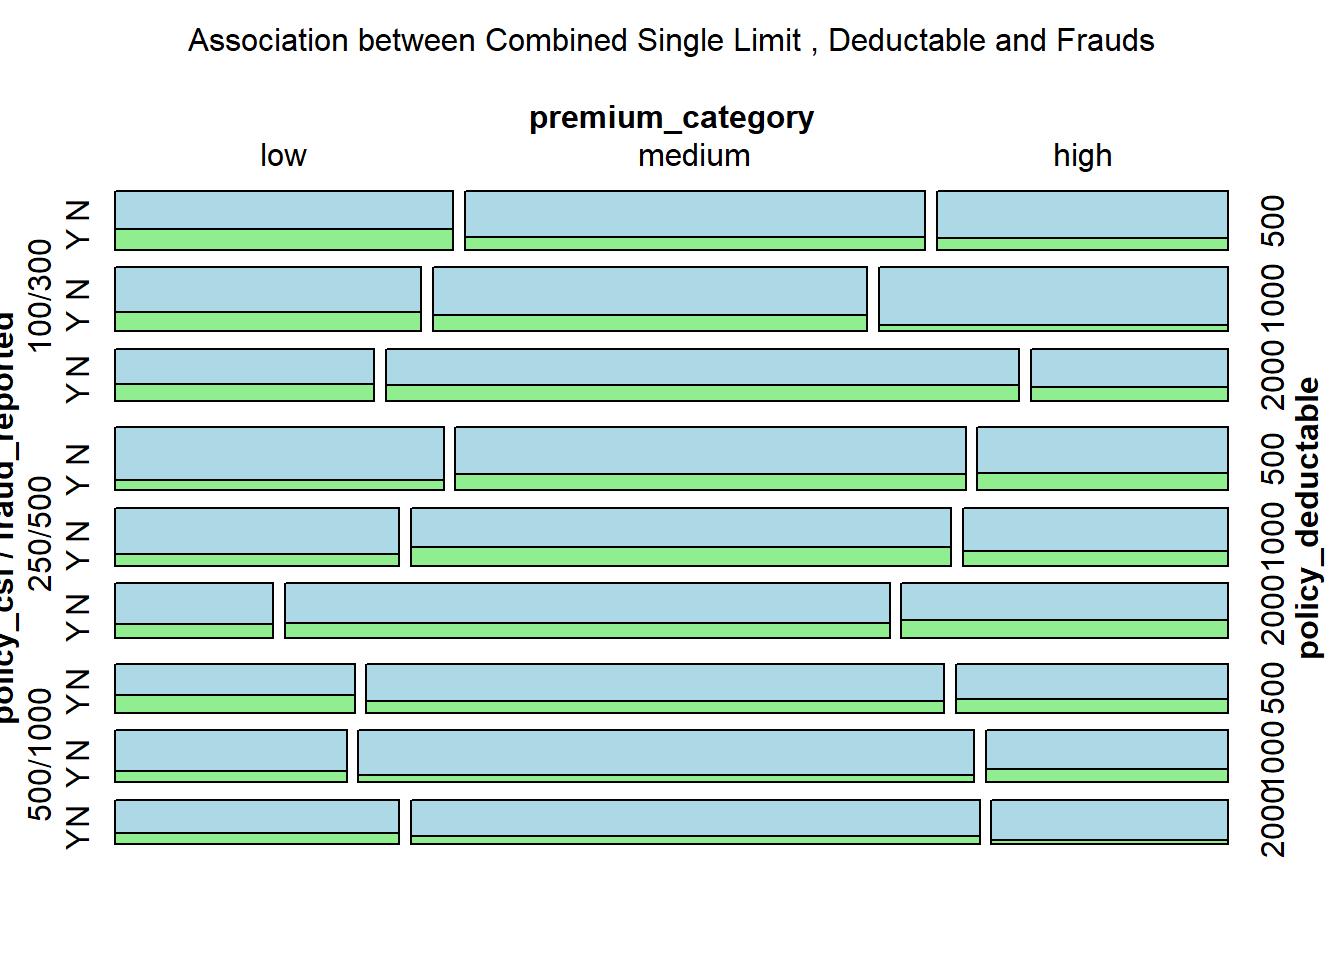 Association between Combined Single Limit , Deductable and Frauds
premium_category
low medium high
policy_csl / fraud_reported
100/300
250/500
500/1000
Y N
Y N
Y N
Y N
Y N
Y N
Y N
Y N
Y N
500
1000
2000
500
1000
2000
500
1000
2000
policy_deductable